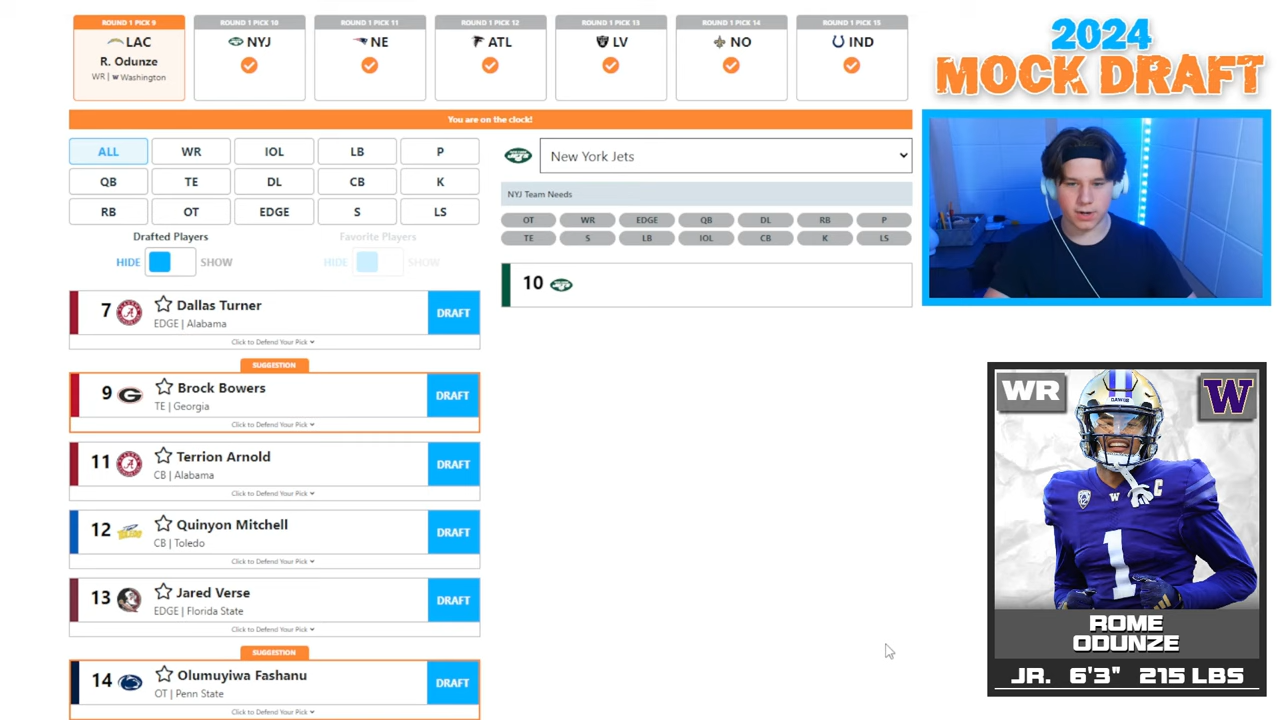 ROUND 1 PICK 9
LAC
R. Odunze
WR | W Washington
ROUND 1 PICK 10
NYJ
ROUND 1 PICK 11
NE
ROUND 1 PICK 12
ATL
ROUND 1 PICK 13
LV
ROUND 1 PICK 14
NO
ROUND 1 PICK 15
IND
2024
MOCK DRAFT
You are on the clock!
ALL WR IOL LB P
QB TE DL CB K
RB OT EDGE S LS
Drafted Players Favorite Players
HIDE SHOW HIDE SHOW
JETS New York Jets
NYJ Team Needs
OT WR EDGE QB DL RB P
TE S LB IOL CB K LS
10
7 Dallas Turner DRAFT
EDGE | Alabama
Click to Defend Your Pick
SUGGESTION
9 G Brock Bowers DRAFT
TE | Georgia
Click to Defend Your Pick
11 Terrion Arnold DRAFT
CB | Alabama
Click to Defend Your Pick
12 Quinyon Mitchell DRAFT
CB | Toledo
Click to Defend Your Pick
13 Jared Verse DRAFT
EDGE | Florida State
Click to Defend Your Pick
SUGGESTION
14 Olumuyiwa Fashanu DRAFT
OT | Penn State
Click to Defend Your Pick
WR W
DAWGS
W C
1
ROME
ODUNZE
JR. 6'3" 215 LBS